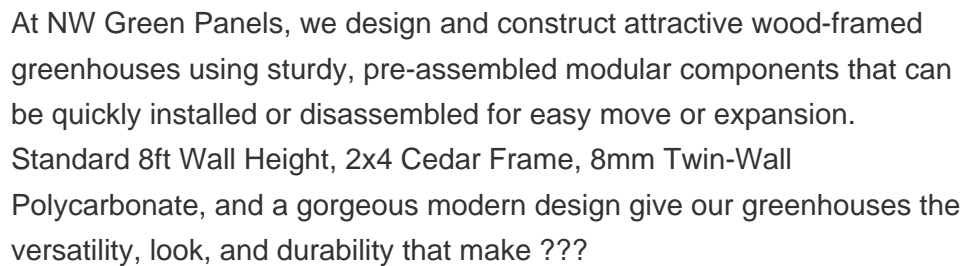 At NW Green Panels, we design and construct attractive wood-framed
greenhouses using sturdy, pre-assembled modular components that can
be quickly installed or disassembled for easy move or expansion.
Standard 8ft Wall Height, 2x4 Cedar Frame, 8mm Twin-Wall
Polycarbonate, and a gorgeous modern design give our greenhouses the
versatility, look, and durability that make ???